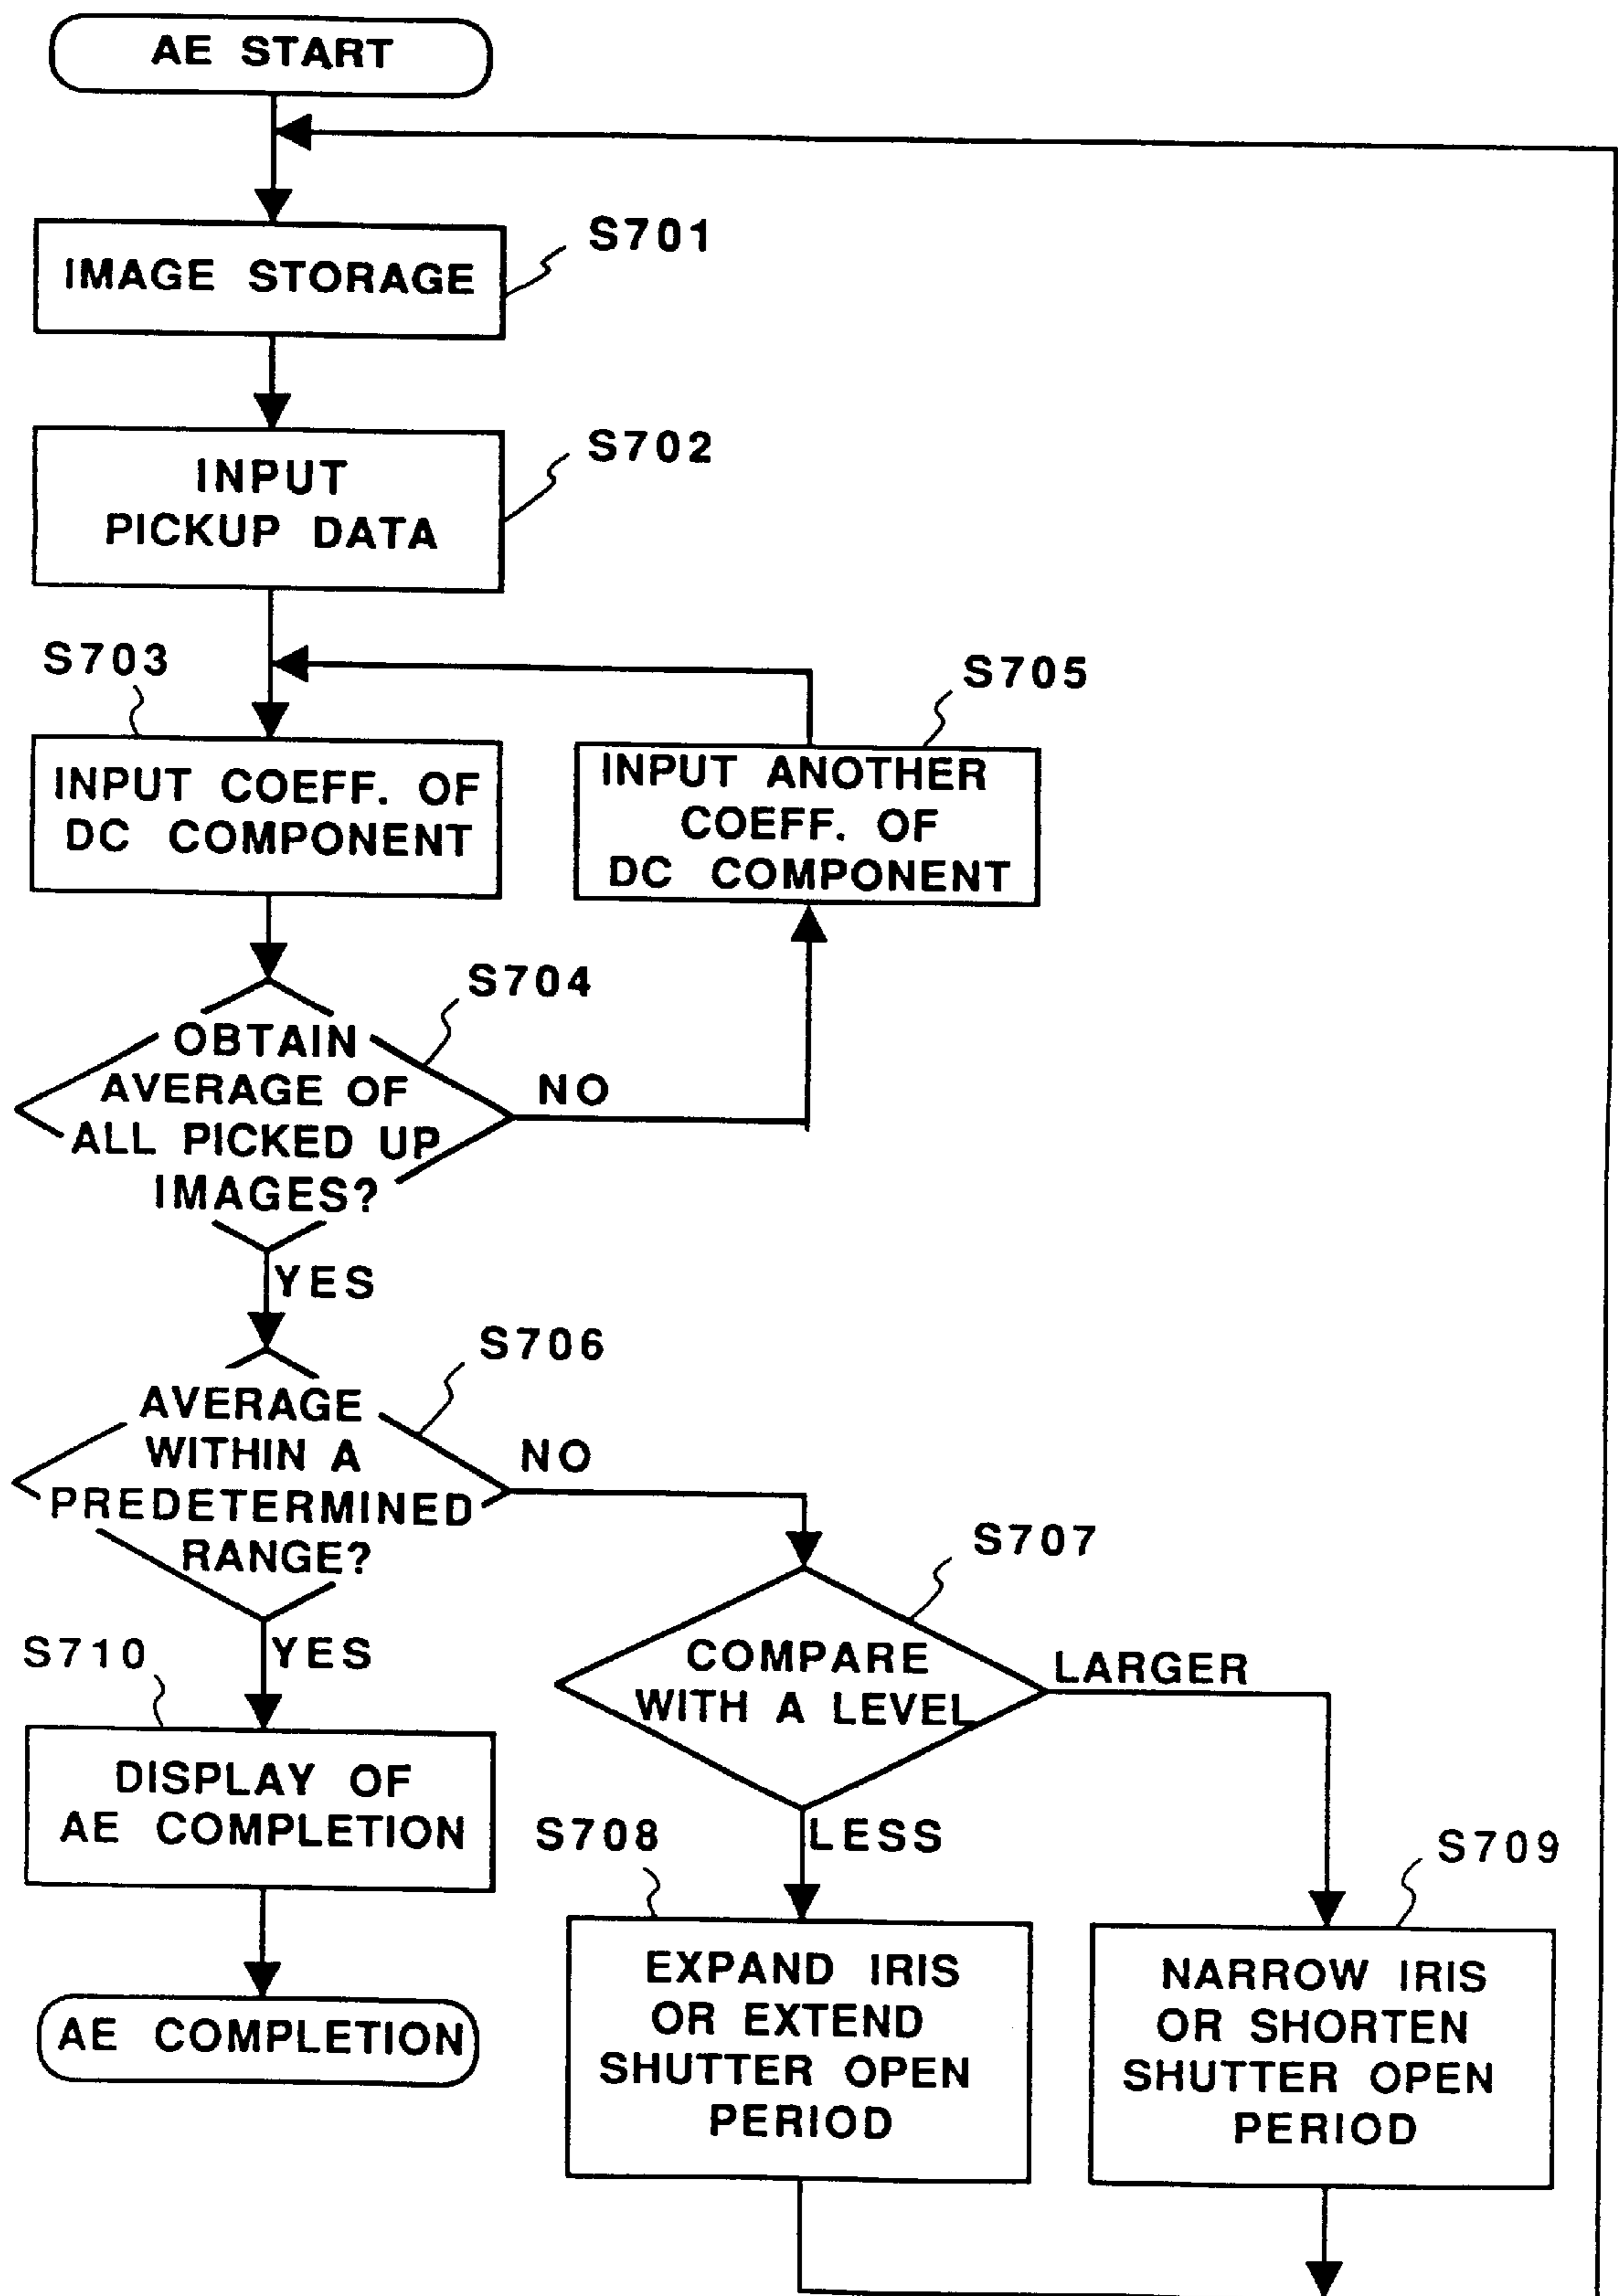 AE START
S701
IMAGE STORAGE
S702
INPUT
PICKUP DATA
S703
S705
INPUT COEFF. OF
DC COMPONENT
INPUT ANOTHER
COEFF. OF
DC COMPONENT
S704
OBTAIN
AVERAGE OF
ALL PICKED UP
IMAGES?
NO
YES
S706
AVERAGE
WITHIN A
PREDETERMINED
RANGE?
NO
S707
S710
YES
COMPARE
WITH A LEVEL
LARGER
DISPLAY OF
AE COMPLETION
S708
LESS
S709
AE COMPLETION
EXPAND IRIS
OR EXTEND
SHUTTER OPEN
PERIOD
NARROW IRIS
OR SHORTEN
SHUTTER OPEN
PERIOD